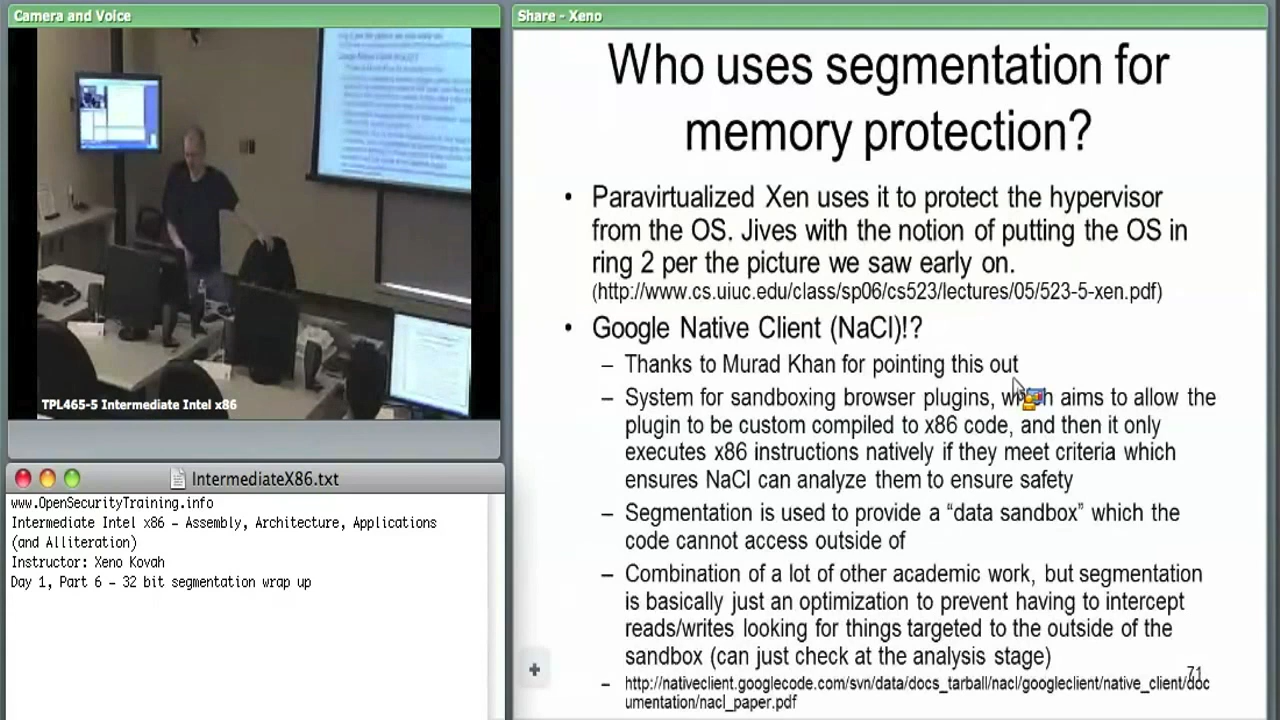 Camera and Voice
TPL465-5 Intermediate Intel x86
IntermediateX86.txt
www.OpenSecurityTraining.info
Intermediate Intel x86 – Assembly, Architecture, Applications
(and Alliteration)
Instructor: Xeno Kovah
Day 1, Part 6 – 32 bit segmentation wrap up
Share - Xeno
Who uses segmentation for
memory protection?
• Paravirtualized Xen uses it to protect the hypervisor
from the OS. Jives with the notion of putting the OS in
ring 2 per the picture we saw early on.
(http://www.cs.uiuc.edu/class/sp06/cs523/lectures/05/523-5-xen.pdf)
• Google Native Client (NaCl)!?
– Thanks to Murad Khan for pointing this out
– System for sandboxing browser plugins, which aims to allow the
plugin to be custom compiled to x86 code, and then it only
executes x86 instructions natively if they meet criteria which
ensures NaCl can analyze them to ensure safety
– Segmentation is used to provide a “data sandbox” which the
code cannot access outside of
– Combination of a lot of other academic work, but segmentation
is basically just an optimization to prevent having to intercept
reads/writes looking for things targeted to the outside of the
sandbox (can just check at the analysis stage)
71
– http://nativeclient.googlecode.com/svn/data/docs_tarball/nacl/googleclient/native_client/doc
umentation/nacl_paper.pdf